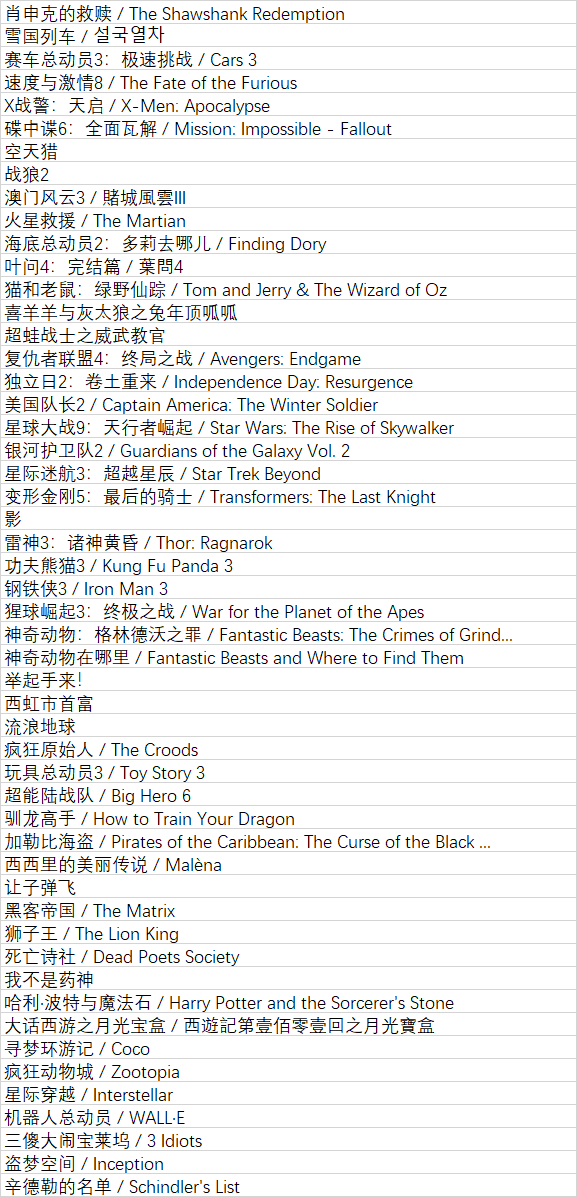 肖申克的救赎 / The Shawshank Redemption
雪国列车 / 설국열차
赛车总动员3：极速挑战 / Cars 3
速度与激情8 / The Fate of the Furious
X战警：天启 / X-Men: Apocalypse
碟中谍6：全面瓦解 / Mission: Impossible - Fallout
空天猎
战狼2
澳门风云3 / 賭城風雲III
火星救援 / The Martian
海底总动员2：多莉去哪儿 / Finding Dory
叶问4：完结篇 / 葉問4
猫和老鼠：绿野仙踪 / Tom and Jerry & The Wizard of Oz
喜羊羊与灰太狼之兔年顶呱呱
超蛙战士之威武教官
复仇者联盟4：终局之战 / Avengers: Endgame
独立日2：卷土重来 / Independence Day: Resurgence
美国队长2 / Captain America: The Winter Soldier
星球大战9：天行者崛起 / Star Wars: The Rise of Skywalker
银河护卫队2 / Guardians of the Galaxy Vol. 2
星际迷航3：超越星辰 / Star Trek Beyond
变形金刚5：最后的骑士 / Transformers: The Last Knight
影
雷神3：诸神黄昏 / Thor: Ragnarok
功夫熊猫3 / Kung Fu Panda 3
钢铁侠3 / Iron Man 3
猩球崛起3：终极之战 / War for the Planet of the Apes
神奇动物：格林德沃之罪 / Fantastic Beasts: The Crimes of Grind...
神奇动物在哪里 / Fantastic Beasts and Where to Find Them
举起手来！
西虹市首富
流浪地球
疯狂原始人 / The Croods
玩具总动员3 / Toy Story 3
超能陆战队 / Big Hero 6
驯龙高手 / How to Train Your Dragon
加勒比海盗 / Pirates of the Caribbean: The Curse of the Black ...
西西里的美丽传说 / Malèna
让子弹飞
黑客帝国 / The Matrix
狮子王 / The Lion King
死亡诗社 / Dead Poets Society
我不是药神
哈利·波特与魔法石 / Harry Potter and the Sorcerer's Stone
大话西游之月光宝盒 / 西遊記第壹佰零壹回之月光寶盒
寻梦环游记 / Coco
疯狂动物城 / Zootopia
星际穿越 / Interstellar
机器人总动员 / WALL·E
三傻大闹宝莱坞 / 3 Idiots
盗梦空间 / Inception
辛德勒的名单 / Schindler's List